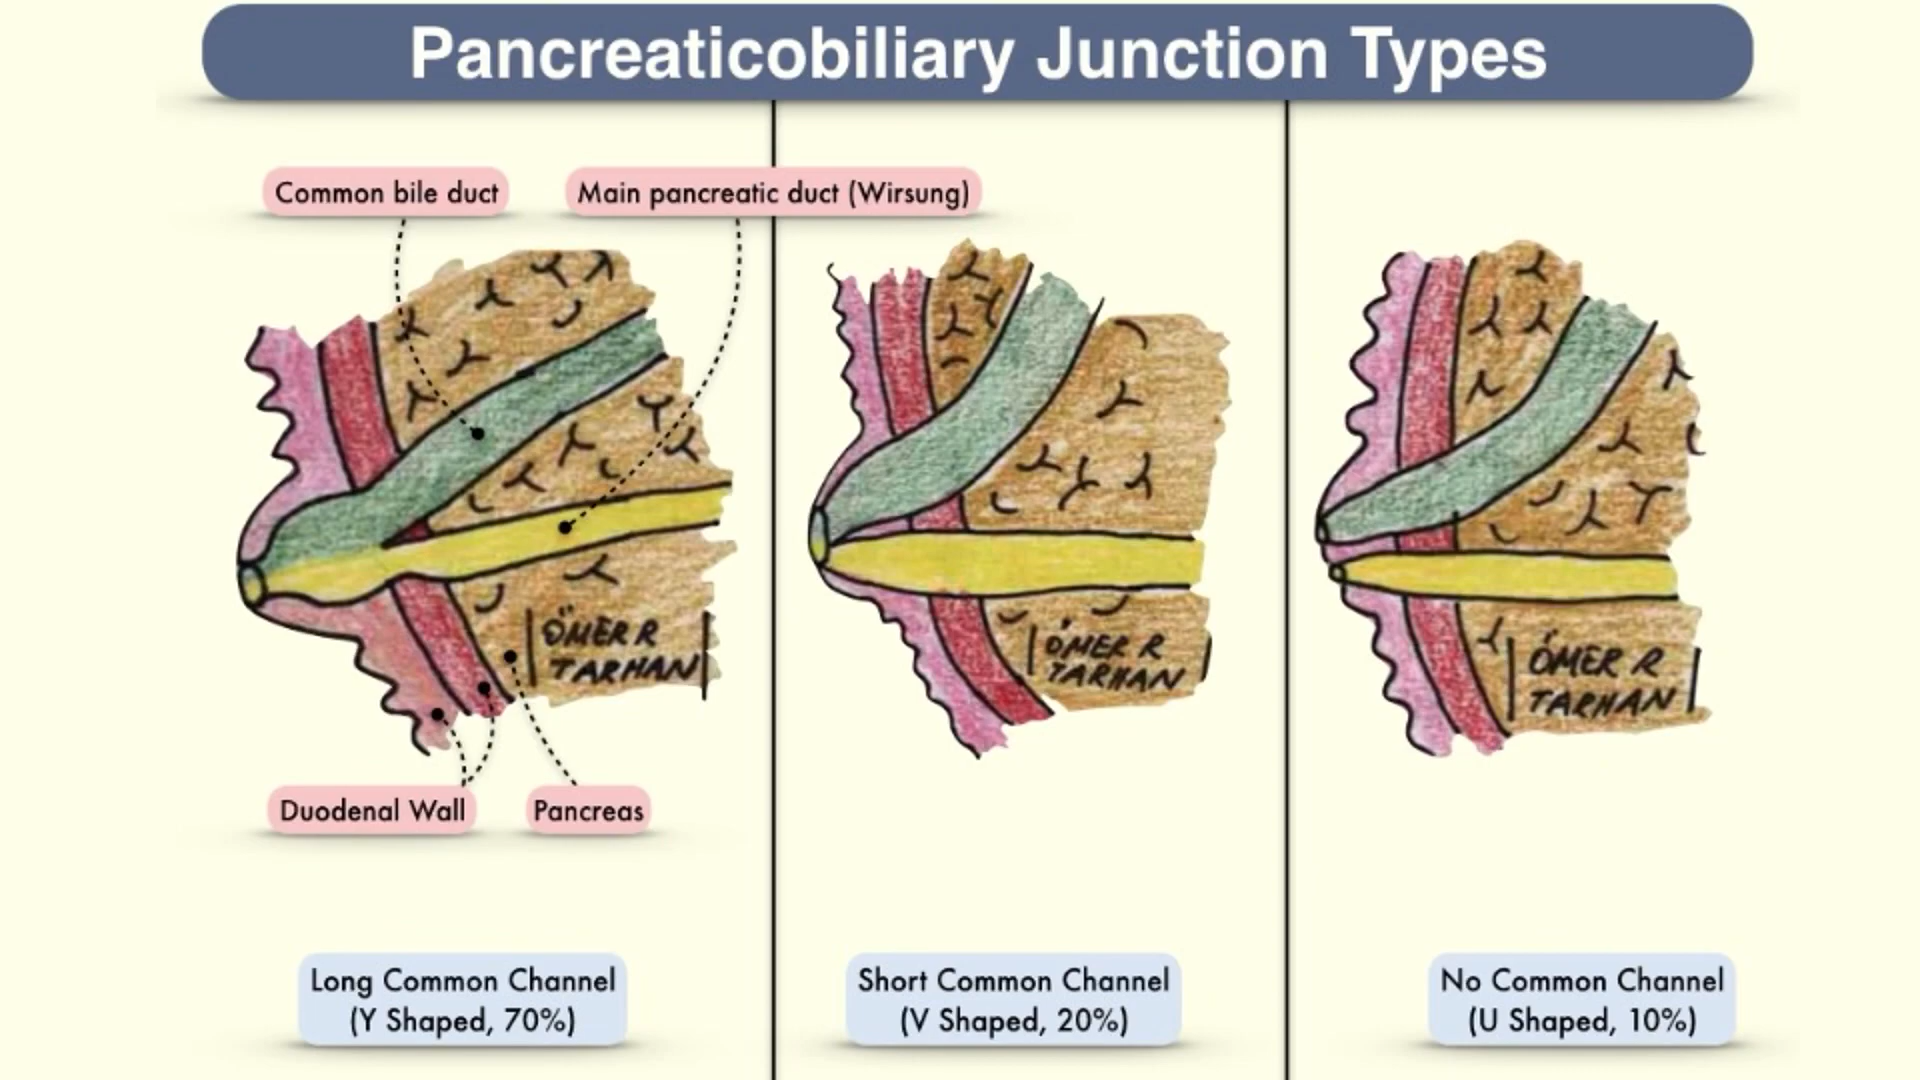 Pancreaticobiliary Junction Types
Common bile duct
Main pancreatic duct (Wirsung)
ÖMER R
TARHAN
Duodenal Wall
Pancreas
Long Common Channel
(Y Shaped, 70%)
ÖMER R
TARHAN
Short Common Channel
(V Shaped, 20%)
ÖMER R
TARHAN
No Common Channel
(U Shaped, 10%)